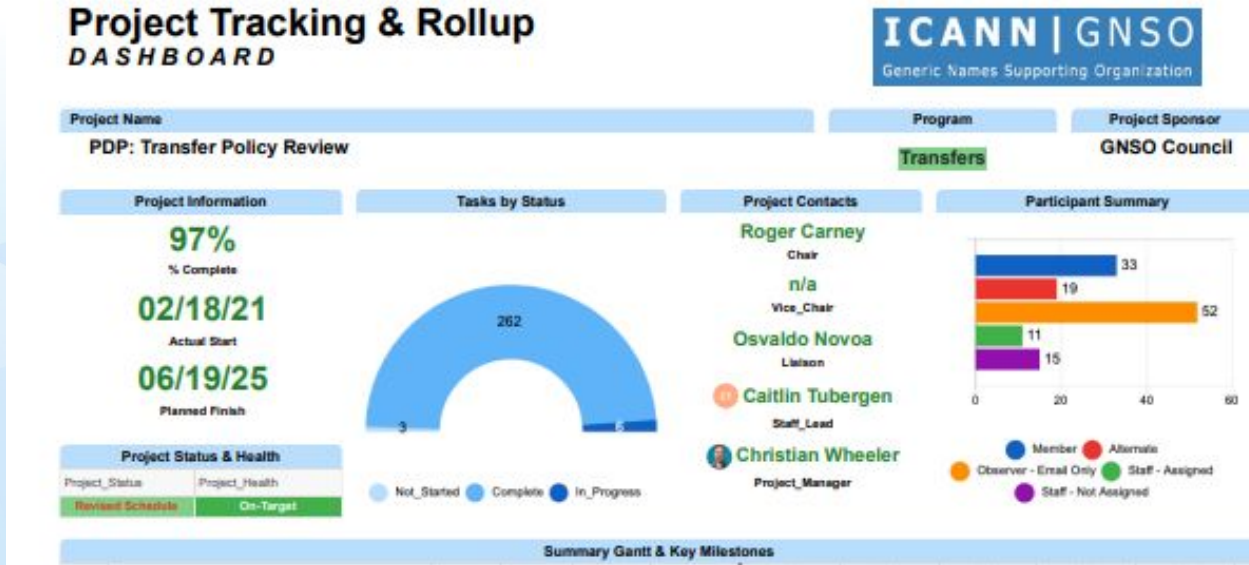 Project Tracking & Rollup
DASHBOARD
ICANN | GNSO
Generic Names Supporting Organization
Project Name
Program
Project Sponsor
PDP: Transfer Policy Review
Transfers
GNSO Council
Project Information
Tasks by Status
Project Contacts
Participant Summary
97%
% Complete
02/18/21
Actual Start
06/19/25
Planned Finish
Project Status & Health
Project_Status
Project_Health
Revised Schedule
On-Target
262
3
Not_Started
Complete
In_Progress
Roger Carney
Chair
n/a
Vice_Chair
Osvaldo Novoa
Liaison
Caitlin Tubergen
Staff_Lead
Christian Wheeler
Project_Manager
33
19
52
11
15
0 20 40 60
Member
Alternate
Observer - Email Only
Staff - Assigned
Staff - Not Assigned
Summary Gantt & Key Milestones